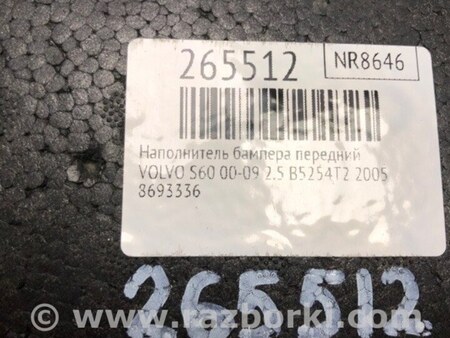 265512
NR8646
Наполнитель бампера передний
VOLVO S60 00-09 2.5 B5254T2 2005
8693336
265512
© www.razborki.com